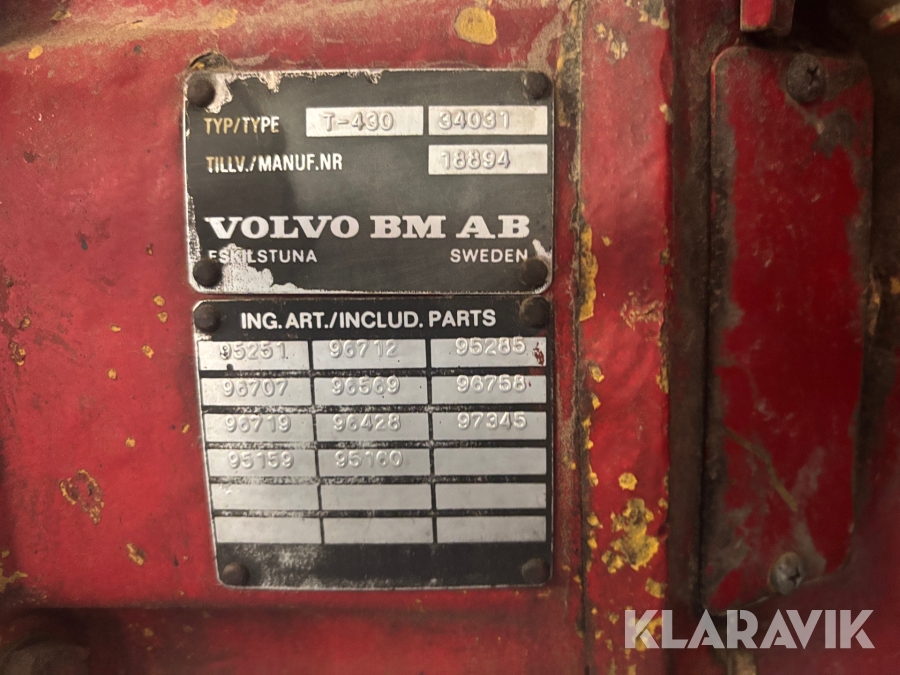 TYP/TYPE T-430 34031
TILLV./MANUF.NR 18894
VOLVO BM AB
ESKILSTUNA SWEDEN
ING. ART./INCLUD. PARTS
95251 96712 95285
96707 96569 96758
96719 96428 97345
95159 95160
KLARAVIK